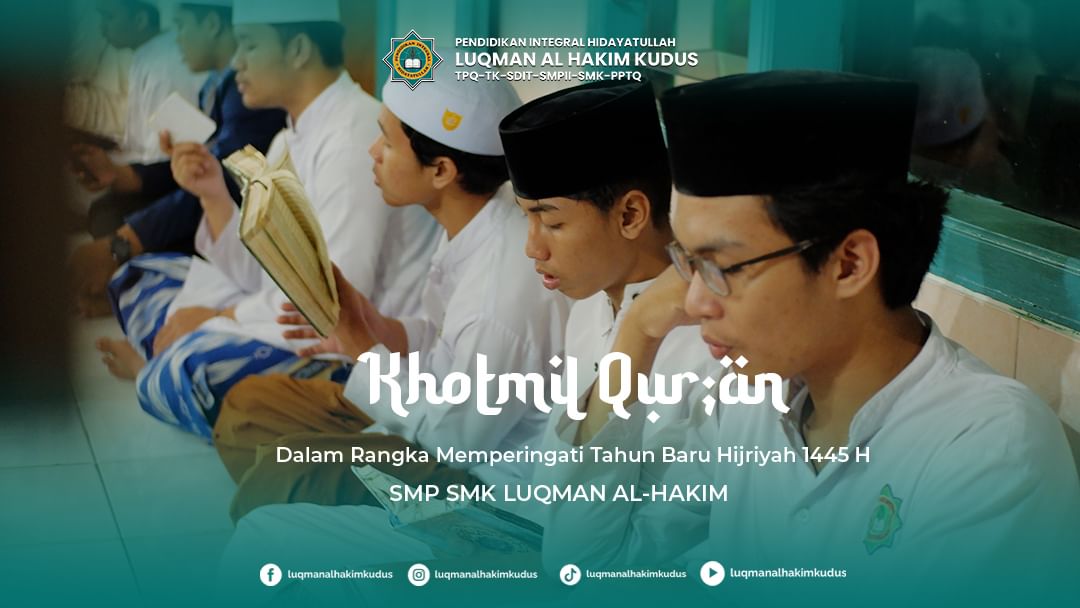 PENDIDIKAN INTEGRAL HIDAYATULLAH
LUQMAN AL HAKIM KUDUS
TPQ-TK-SDIT-SMPII-SMK-PPTQ
Khotmil Qur;än
Dalam Rangka Memperingati Tahun Baru Hijriyah 1445 H
SMP SMK LUQMAN AL-HAKIM
luqmanalhakimkudus luqmanalhakimkudus luqmanalhakimkudus luqmanalhakimkudus